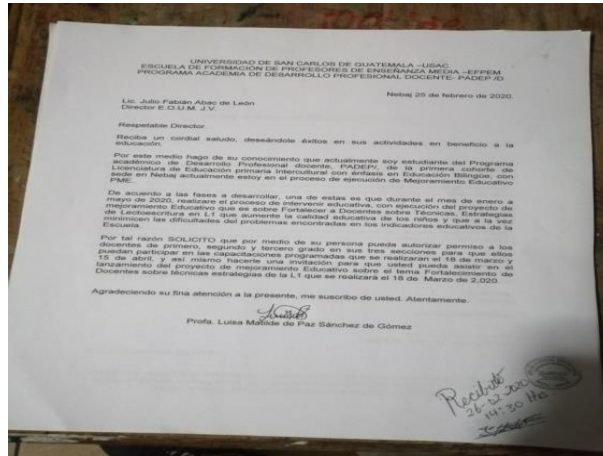 UNIVERSIDAD DE SAN CARLOS DE GUATEMALA –USAC.
ESCUELA DE FORMACIÓN DE PROFESORES DE ENSEÑANZA MEDIA –EFPEM
PROGRAMA ACADEMIA DE DESARROLLO PROFESIONAL DOCENTE- PADEP /D
Nebaj 25 de febrero de 2020.
Lic. Julio Fabián Abac de León
Director E.O.U.M. J.V.
Respetable Director.
Reciba un cordial saludo, deseándole éxitos en sus actividades en beneficio a la
educación.
Por este medio hago de su conocimiento que actualmente soy estudiante del Programa
académico de Desarrollo Profesional docente, PADEP/, de la primera cohorte de
Licenciatura de Educación primaria Intercultural con énfasis en Educación Bilingüe, con
sede en Nebaj actualmente estoy en el proceso de ejecución de Mejoramiento Educativo
PME.
De acuerdo a las fases a desarrollar, una de estas es que durante el mes de enero a
mayo de 2020, realizare el proceso de intervenir educativa, con ejecución del proyecto de
mejoramiento Educativo que es sobre Fortalecer a Docentes sobre Técnicas, Estrategias
de Lectoescritura en L1 que aumente la calidad educativa de los niños y que a la vez
minimicen las dificultades del problemas encontradas en los indicadores educativos de la
Escuela.
Por tal razón SOLICITO que por medio de su persona pueda autorizar permiso a los
docentes de primero, segundo y tercero grado en sus tres secciones para que ellos
puedan participar en las capacitaciones programadas que se realizaran el 18 de marzo y
15 de abril, y así mismo hacerle una invitación para que usted pueda asistir en el
lanzamiento del proyecto de mejoramiento Educativo sobre el tema Fortalecimiento de
Docentes sobre técnicas estrategias de la L1 que se realizará el 18 de Marzo de 2,020.
Agradeciendo su fina atención a la presente, me suscribo de usted. Atentamente.
Profa. Luisa Matilde de Paz Sánchez de Gómez
Recibido
26-02-2020
14-30 Hrs